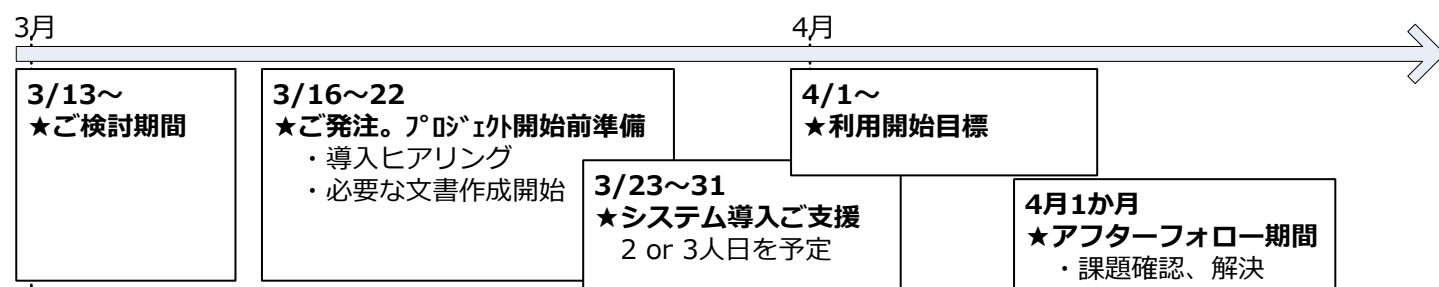 3月
4月
3/13～
★ご検討期間
3/16～22
★ご発注。ﾌﾟﾛｼﾞｪｸﾄ開始前準備
・導入ヒアリング
・必要な文書作成開始
3/23～31
★システム導入ご支援
2 or 3人日を予定
4/1～
★利用開始目標
4月1か月
★アフターフォロー期間
・課題確認、解決